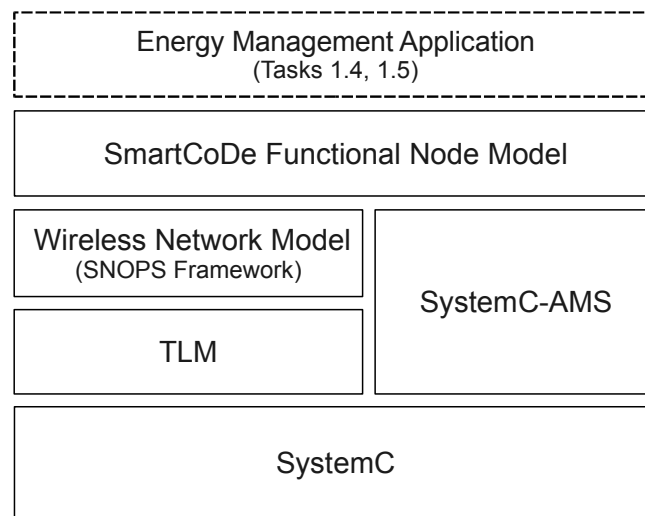 Energy Management Application
(Tasks 1.4, 1.5)
SmartCoDe Functional Node Model
Wireless Network Model
(SNOPS Framework)
SystemC-AMS
TLM
SystemC